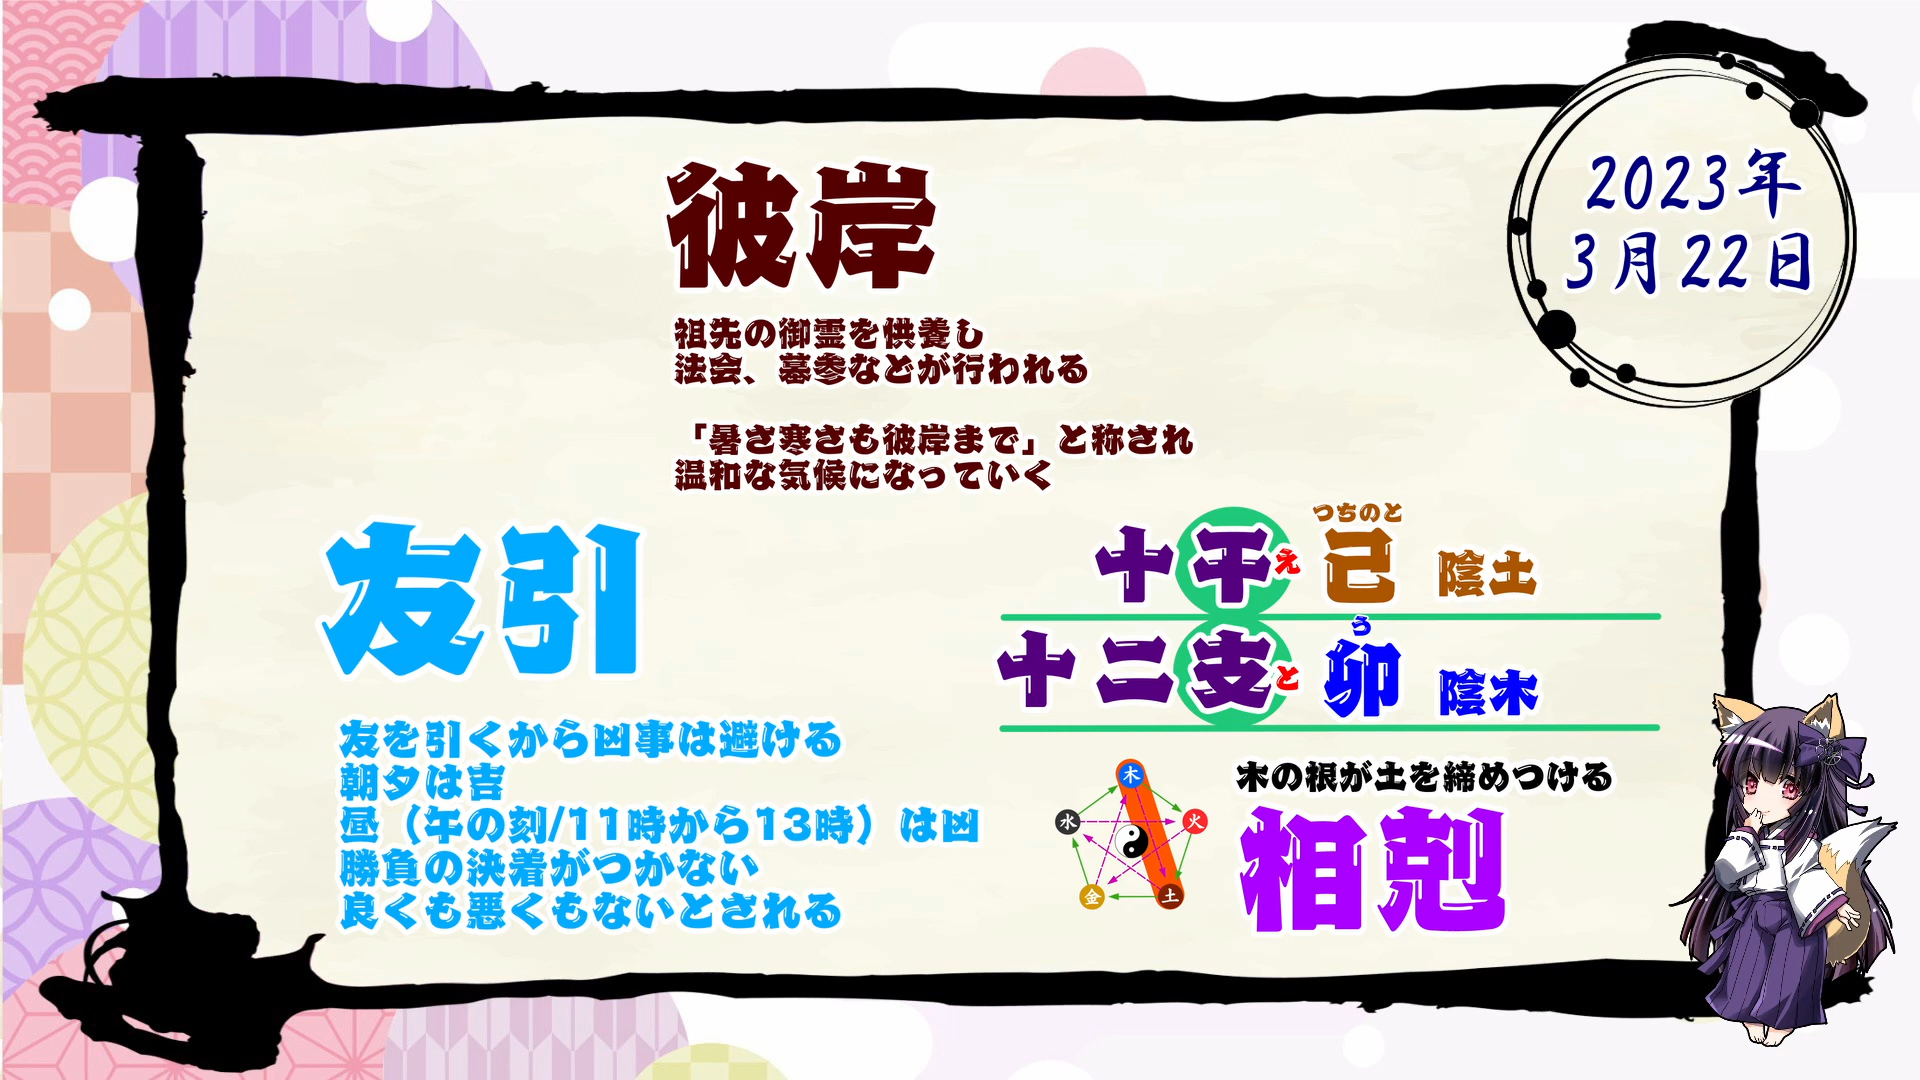 2023年
3月22日
彼岸
祖先の御霊を供養し
法会、墓参などが行われる
「暑さ寒さも彼岸まで」と称され
温和な気候になっていく
友引
友を引くから凶事は避ける
朝夕は吉
昼（午の刻/11時から13時）は凶
勝負の決着がつかない
良くも悪くもないとされる
つちのと
十干え 己 陰土
う
十二支と 卯 陰木
木の根が土を締めつける
相剋
木
水 火
金 土